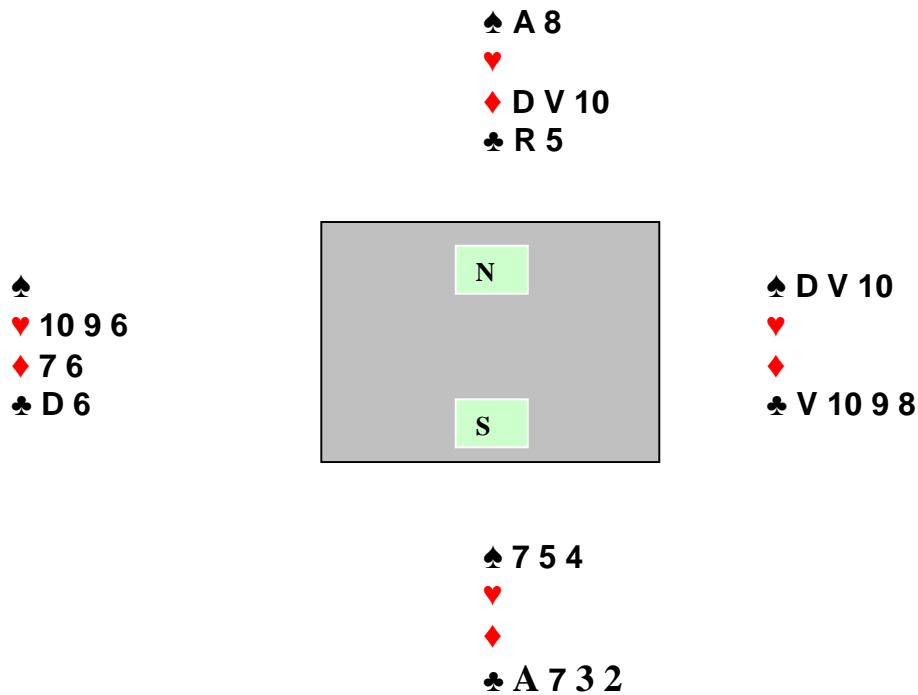 ♠ A 8
♥
♦ D V 10
♣ R 5
N
♠
♥ 10 9 6
♦ 7 6
♣ D 6
♠ D V 10
♥
♦
♣ V 10 9 8
S
♠ 7 5 4
♥
♦
♣ A 7 3 2